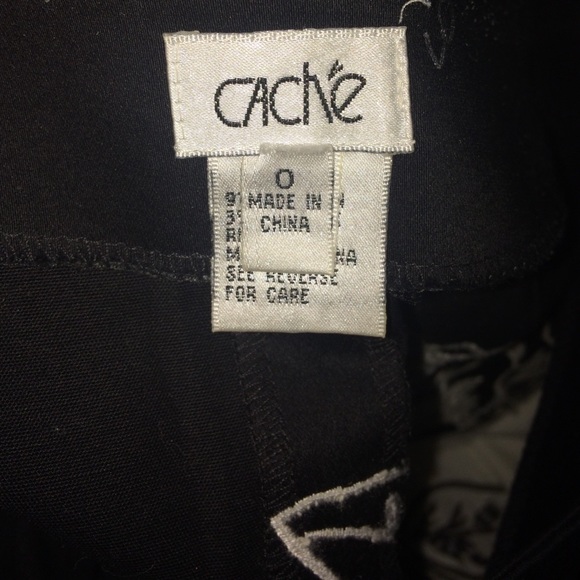 CAChé
0
MADE IN
CHINA
SEE REVERSE
FOR CARE